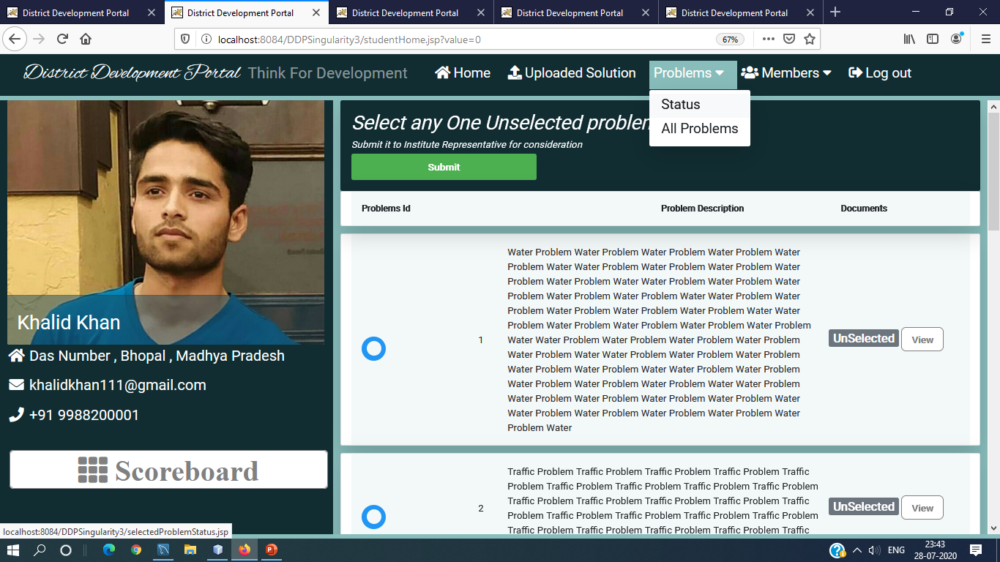 District Development Portal
District Development Portal
District Development Portal
District Development Portal
District Development Portal
localhost:8084/DDPSingularity3/studentHome.jsp?value=0
67%
District Development Portal Think For Development
Home
Uploaded Solution
Problems
Members
Log out
Status
All Problems
Select any One Unselected problem
Submit it to Institute Representative for consideration
Submit
Khalid Khan
Das Number , Bhopal , Madhya Pradesh
khalidkhan111@gmail.com
+91 9988200001
Scoreboard
Problems Id
Problem Description
Documents
1
Water Problem Water Problem Water Problem Water Problem Water
Problem Water Water Problem Water Problem Water Problem Water
Problem Water Problem Water Water Problem Water Problem Water
Problem Water Problem Water Problem Water Water Problem Water
Problem Water Problem Water Problem Water Problem Water Water
Problem Water Problem Water Problem Water Problem Water Problem
Water Water Problem Water Problem Water Problem Water Problem
Water Problem Water Water Problem Water Problem Water Problem
Water Problem Water Problem Water Water Problem Water Problem
Water Problem Water Problem Water Problem Water Water Problem
Water Problem Water Problem Water Problem Water Problem Water
Water Problem Water Problem Water Problem Water Problem Water
Problem Water
UnSelected
View
2
Traffic Problem Traffic Problem Traffic Problem Traffic Problem Traffic
Problem Traffic Problem Traffic Problem Traffic Problem Traffic Problem
Traffic Problem Traffic Problem Traffic Problem Traffic Problem Traffic
Problem Traffic Problem Traffic Problem Traffic Problem Traffic Problem
Traffic Problem Traffic Problem Traffic Problem Traffic Problem Traffic
UnSelected
View
localhost:8084/DDPSingularity3/selectedProblemStatus.jsp
ENG
23:43
28-07-2020